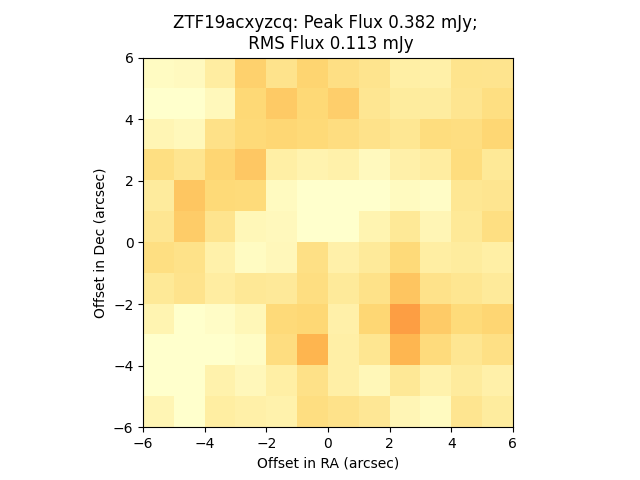 ZTF19acxyzcq: Peak Flux 0.382 mJy;
RMS Flux 0.113 mJy
6
4
2
0
−2
−4
−6
Offset in Dec (arcsec)
−6 −4 −2 0 2 4 6
Offset in RA (arcsec)